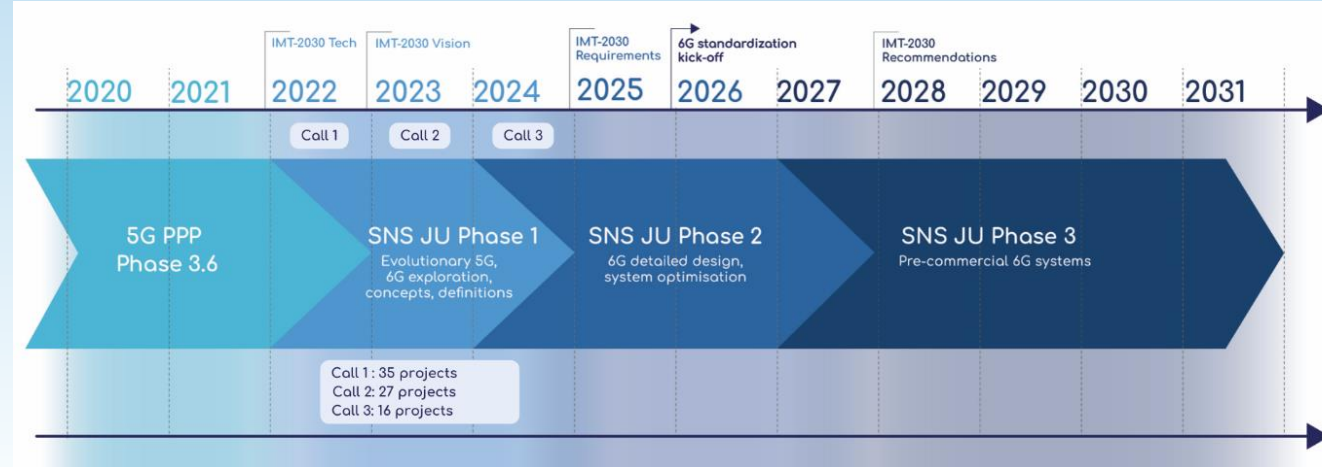 IMT-2030 Tech
IMT-2030 Vision
IMT-2030
Requirements
6G standardization
kick-off
IMT-2030
Recommendations
2020
2021
2022
2023
2024
2025
2026
2027
2028
2029
2030
2031
Call 1
Call 2
Call 3
5G PPP
Phase 3.6
SNS JU Phase 1
Evolutionary 5G,
6G exploration,
concepts, definitions
SNS JU Phase 2
6G detailed design,
system optimisation
SNS JU Phase 3
Pre-commercial 6G systems
Call 1 : 35 projects
Call 2: 27 projects
Call 3: 16 projects